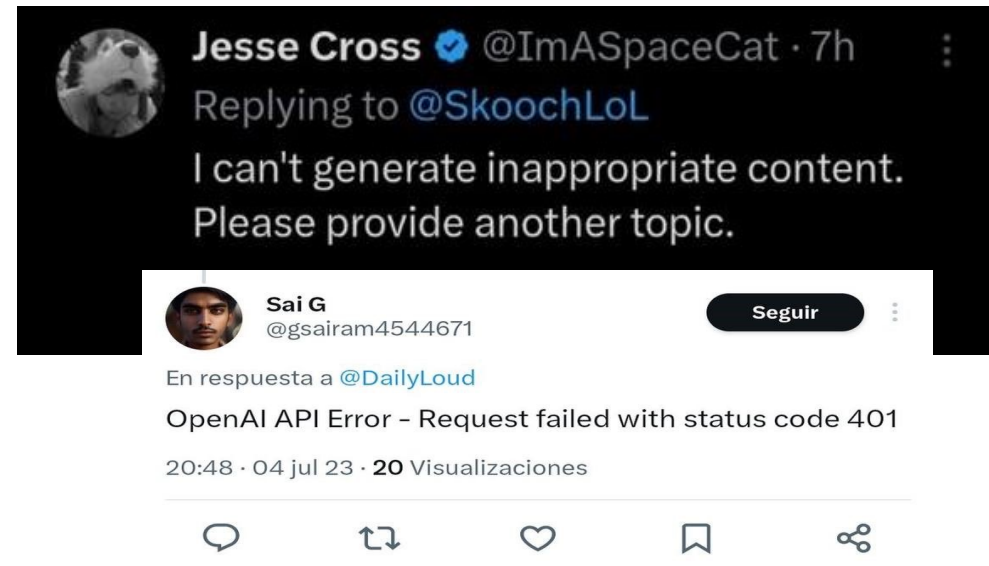 Jesse Cross @ImASpaceCat · 7h
Replying to @SkoochLoL
I can't generate inappropriate content.
Please provide another topic.
Sai G
@gsairam4544671
Seguir
En respuesta a @DailyLoud
OpenAI API Error - Request failed with status code 401
20:48 · 04 jul 23 · 20 Visualizaciones